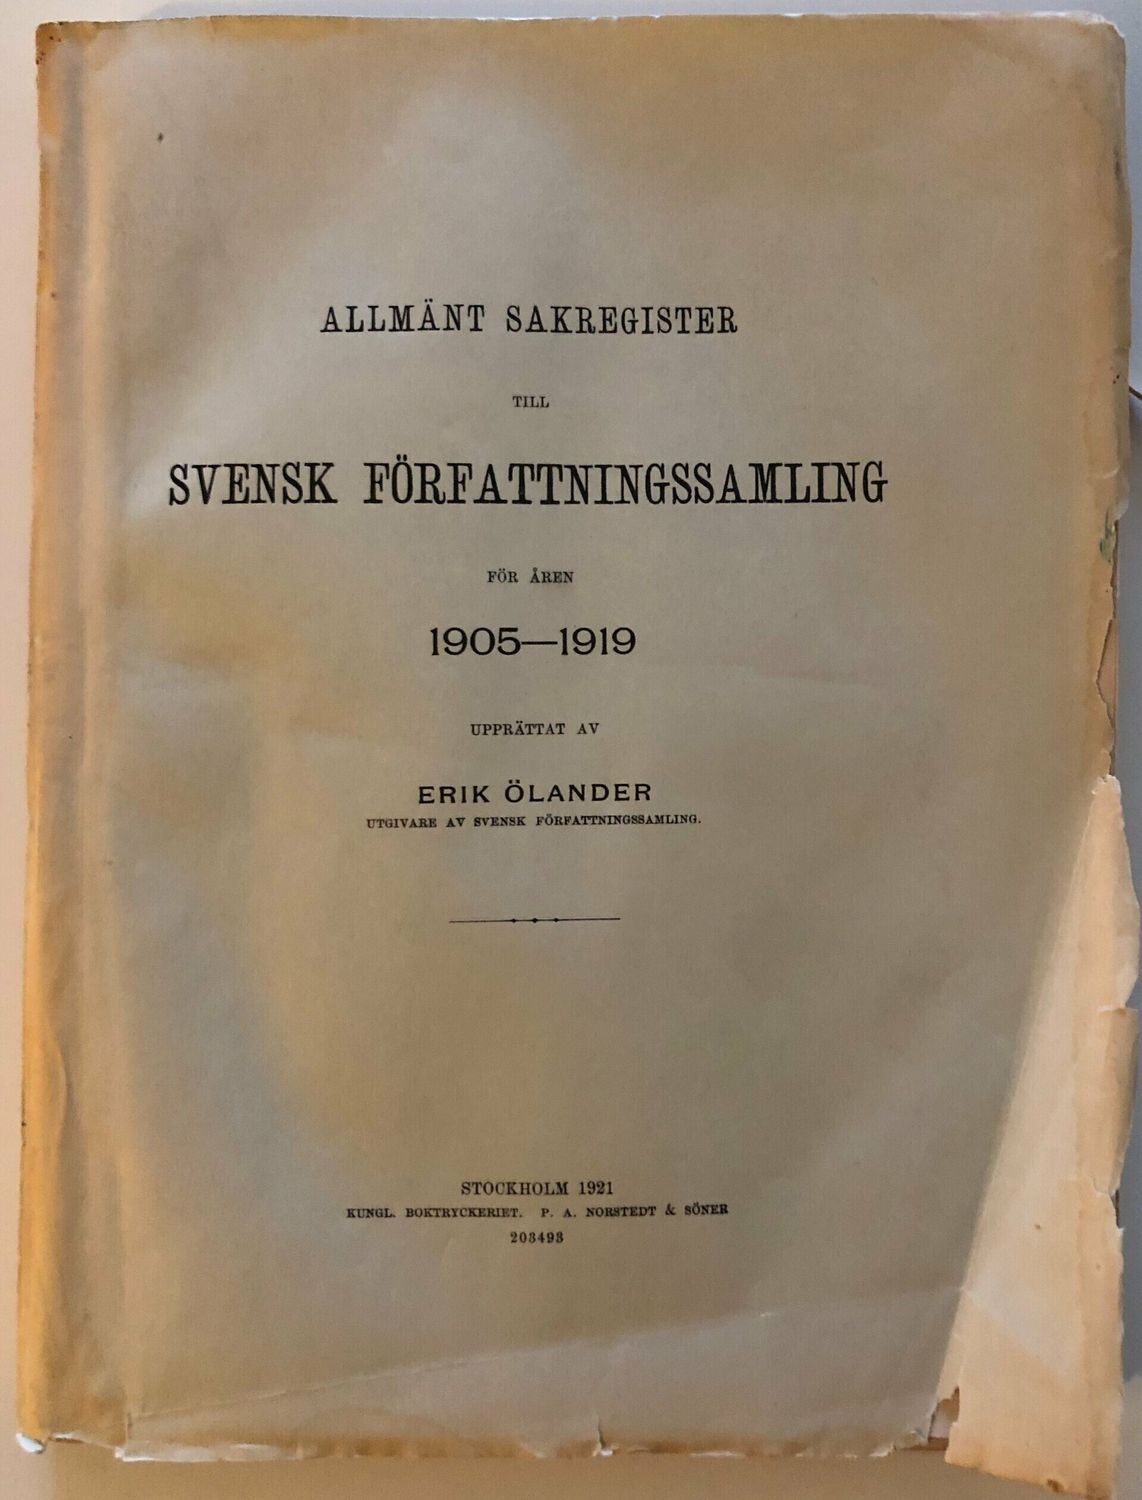 ALLMÄNT SAKREGISTER
TILL
SVENSK FÖRFATTNINGSSAMLING
FÖR ÅREN
1905—1919
UPPRÄTTAT AV
ERIK ÖLANDER
UTGIVARE AV SVENSK FÖRFATTNINGSSAMLING.
STOCKHOLM 1921
KUNGL. BOKTRYCKERIET. P. A. NORSTEDT & SÖNER
203493